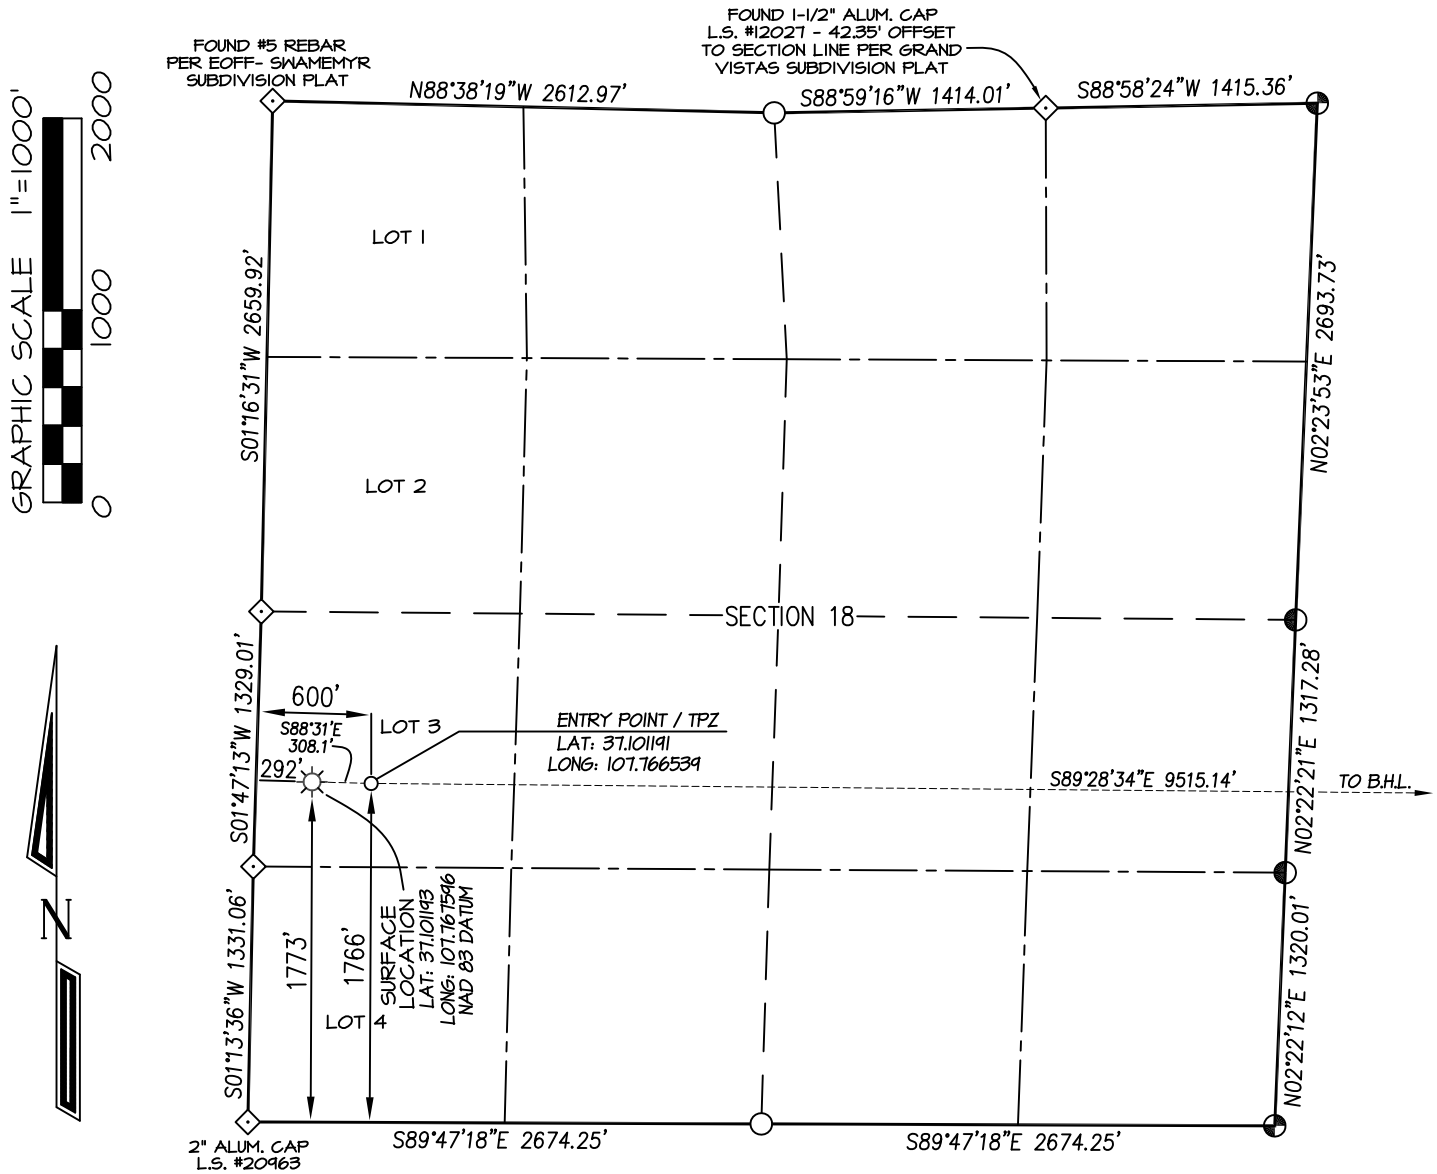 FOUND 1-1/2" ALUM. CAP
L.S. #12027 - 42.35' OFFSET
TO SECTION LINE PER GRAND
VISTAS SUBDIVISION PLAT
FOUND #5 REBAR
PER EOFF- SWAMEMYR
SUBDIVISION PLAT
N88°38'19"W 2612.97'
S88°59'16"W 1414.01'
S88°58'24"W 1415.36'
GRAPHIC SCALE 1"=1000'
2000
1000
0
LOT 1
S01°16'31"W 2659.92'
N02°23'53"E 2693.73'
LOT 2
SECTION 18
S01°47'13"W 1329.01'
N02°22'21"E 1317.28'
600'
LOT 3
S88°31'E
308.1'
292'
ENTRY POINT / TPZ
LAT: 37.101191
LONG: 107.766539
S89°28'34"E 9515.14'
TO B.H.L.
N
1773'
1766'
SURFACE
LOCATION
LAT: 37.101193
LONG: 107.767596
NAD 83 DATUM
LOT 4
S01°13'36"W 1331.06'
N02°22'12"E 1320.01'
S89°47'18"E 2674.25'
S89°47'18"E 2674.25'
2" ALUM. CAP
L.S. #20963